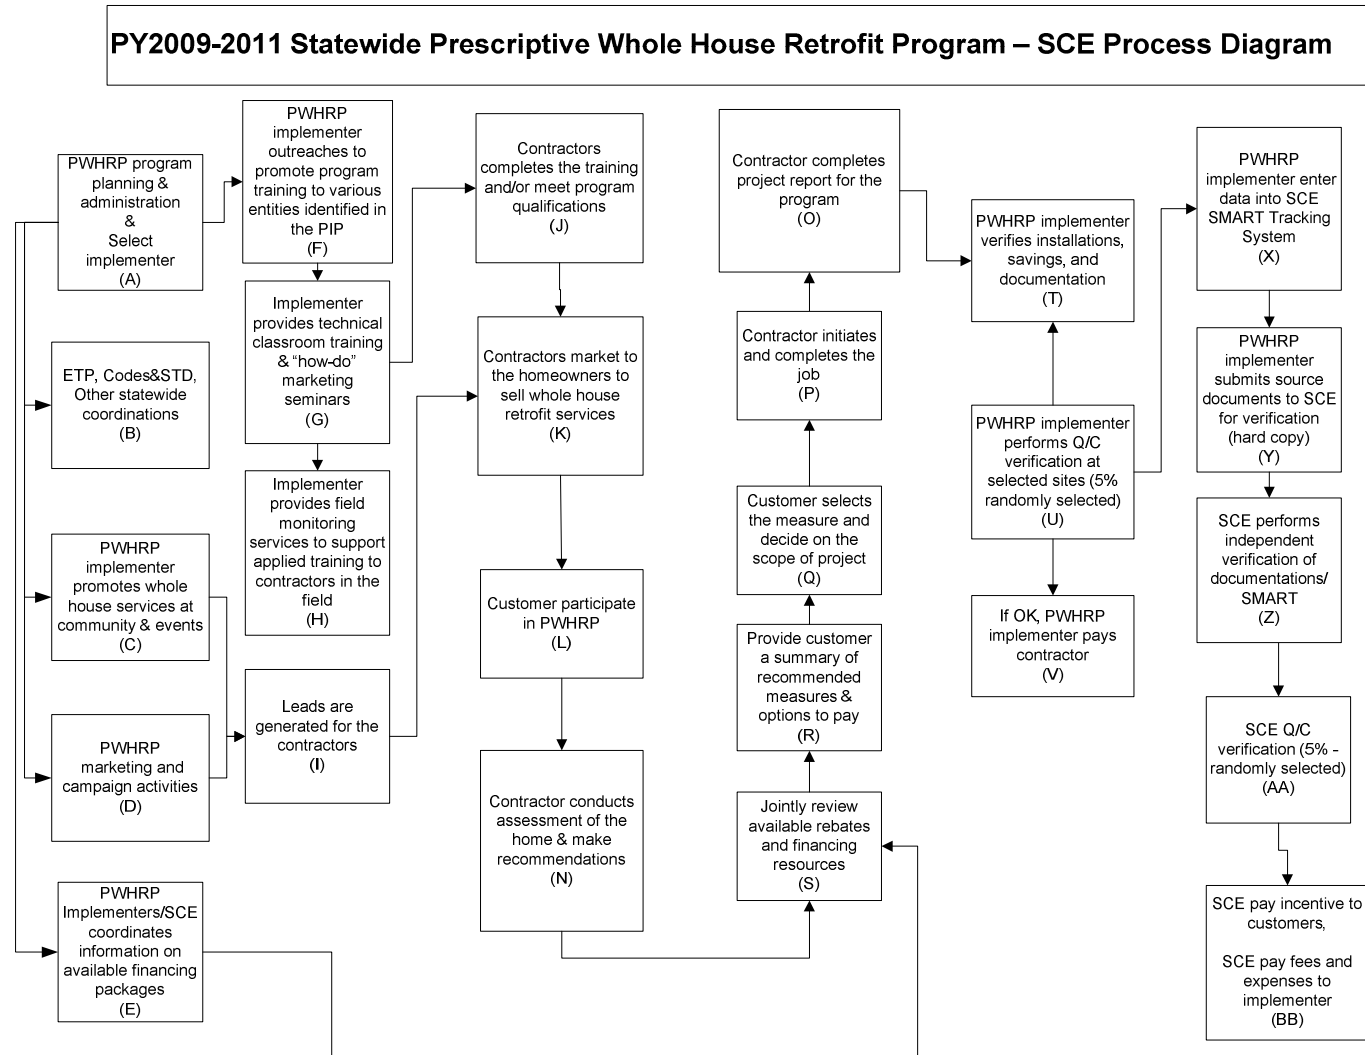 PY2009-2011 Statewide Prescriptive Whole House Retrofit Program – SCE Process Diagram
PWHRP program
planning &
administration
&
Select
implementer
(A)
ETP, Codes&STD,
Other statewide
coordinations
(B)
PWHRP
implementer
promotes whole
house services at
community & events
(C)
PWHRP
marketing and
campaign activities
(D)
PWHRP
Implementers/SCE
coordinates
information on
available financing
packages
(E)
PWHRP
implementer
outreaches to
promote program
training to various
entities identified in
the PIP
(F)
Implementer
provides technical
classroom training
& “how-do”
marketing
seminars
(G)
Implementer
provides field
monitoring
services to support
applied training to
contractors in the
field
(H)
Leads are
generated for the
contractors
(I)
Contractors
completes the training
and/or meet program
qualifications
(J)
Contractors market to
the homeowners to
sell whole house
retrofit services
(K)
Customer participate
in PWHRP
(L)
Contractor conducts
assessment of the
home & make
recommendations
(N)
Contractor completes
project report for the
program
(O)
Contractor initiates
and completes the
job
(P)
Customer selects
the measure and
decide on the
scope of project
(Q)
Provide customer
a summary of
recommended
measures &
options to pay
(R)
Jointly review
available rebates
and financing
resources
(S)
PWHRP implementer
verifies installations,
savings, and
documentation
(T)
PWHRP implementer
performs Q/C
verification at
selected sites (5%
randomly selected)
(U)
If OK, PWHRP
implementer pays
contractor
(V)
PWHRP
implementer enter
data into SCE
SMART Tracking
System
(X)
PWHRP
implementer
submits source
documents to SCE
for verification
(hard copy)
(Y)
SCE performs
independent
verification of
documentations/
SMART
(Z)
SCE Q/C
verification (5% -
randomly selected)
(AA)
SCE pay incentive to
customers,
SCE pay fees and
expenses to
implementer
(BB)